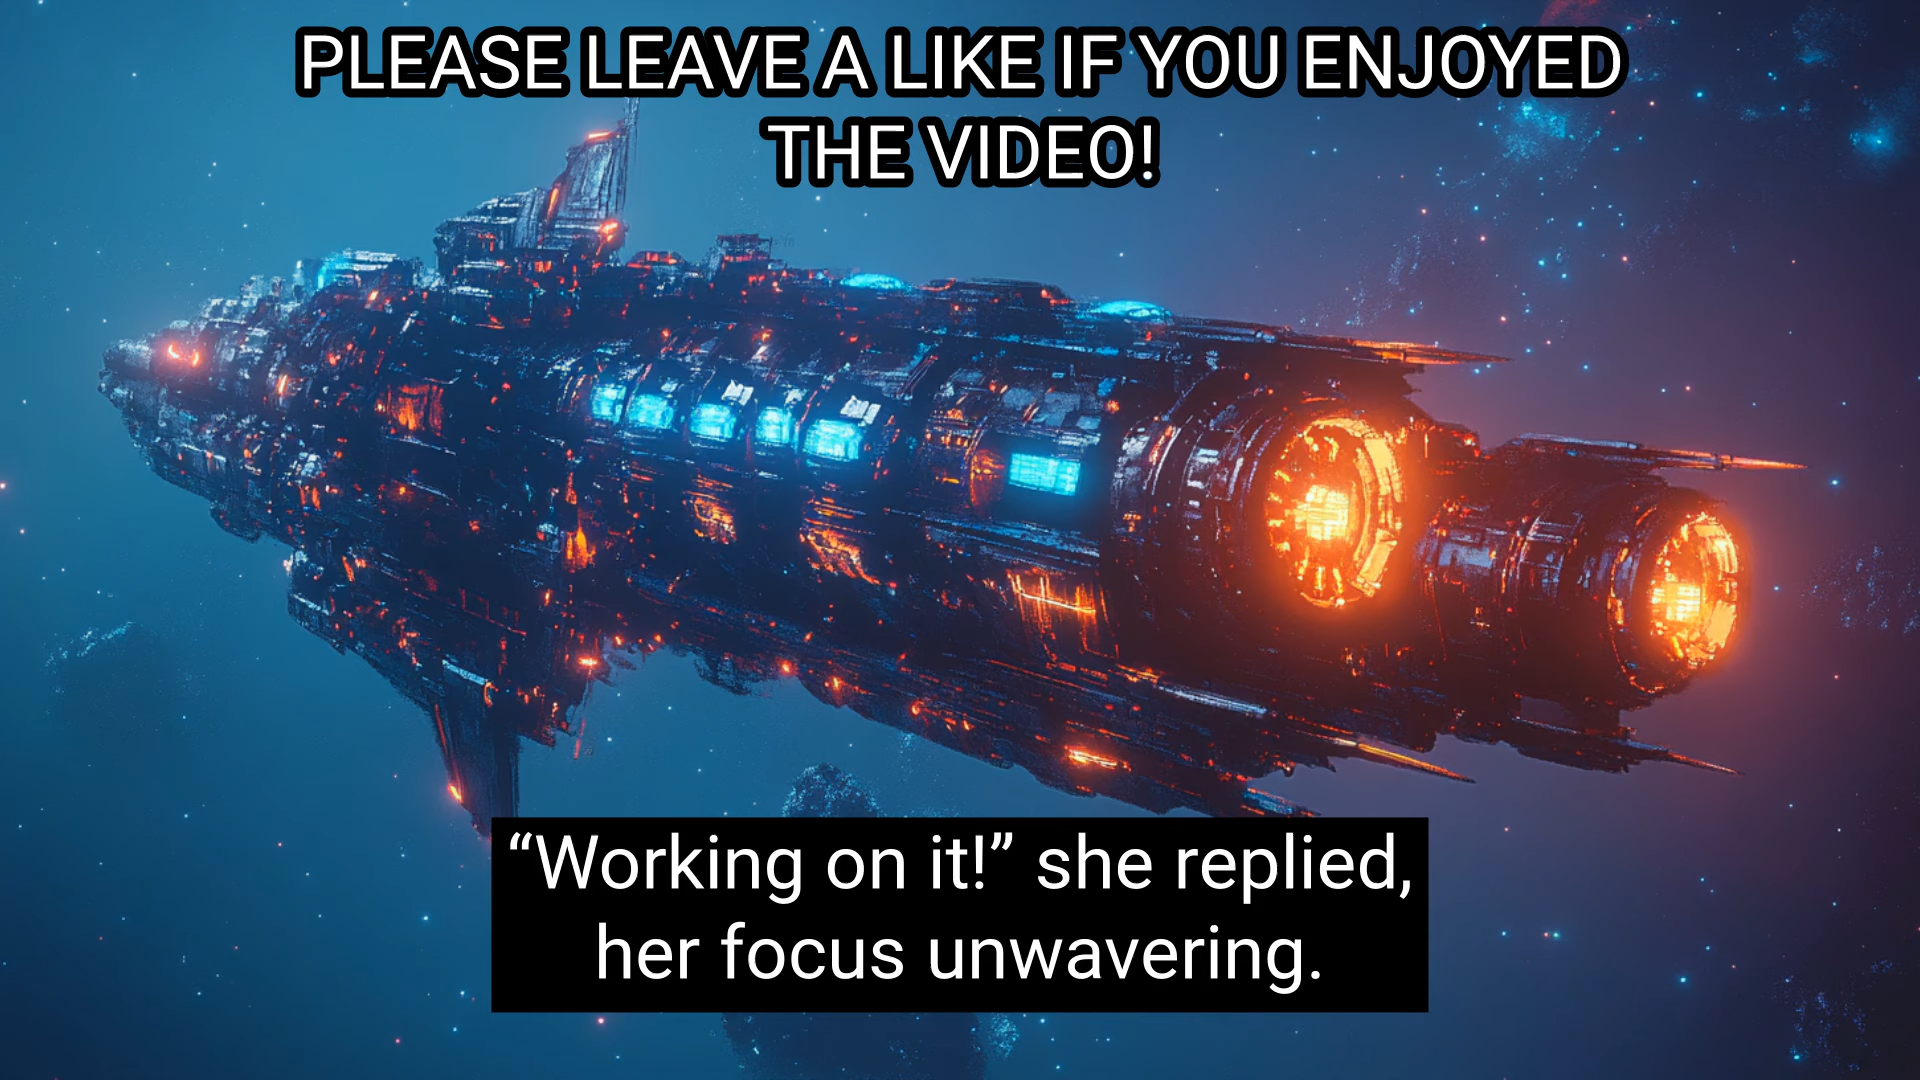 PLEASE LEAVE A LIKE IF YOU ENJOYED
THE VIDEO!
“Working on it!” she replied,
her focus unwavering.